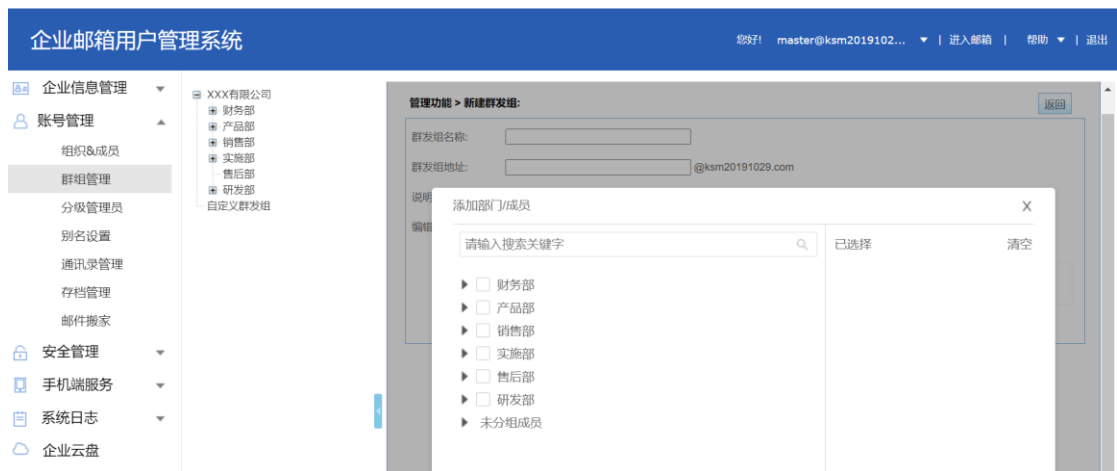 企业邮箱用户管理系统
您好! master@ksm2019102... ▼ | 进入邮箱 | 帮助 ▼ | 退出
企业信息管理
账号管理
组织&成员
群组管理
分级管理员
别名设置
通讯录管理
存档管理
邮件搬家
安全管理
手机端服务
系统日志
企业云盘
XXX有限公司
财务部
产品部
销售部
实施部
售后部
研发部
自定义群发组
管理功能 > 新建群发组:
返回
群发组名称:
群发组地址: @ksm20191029.com
说明
编辑
添加部门/成员 X
请输入搜索关键字
已选择 清空
财务部
产品部
销售部
实施部
售后部
研发部
未分组成员